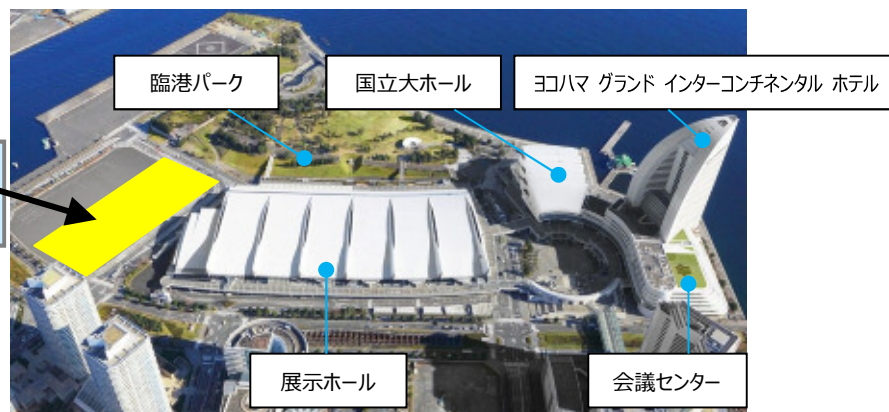 臨港パーク
国立大ホール
ヨコハマ グランド インターコンチネンタル ホテル
展示ホール
会議センター